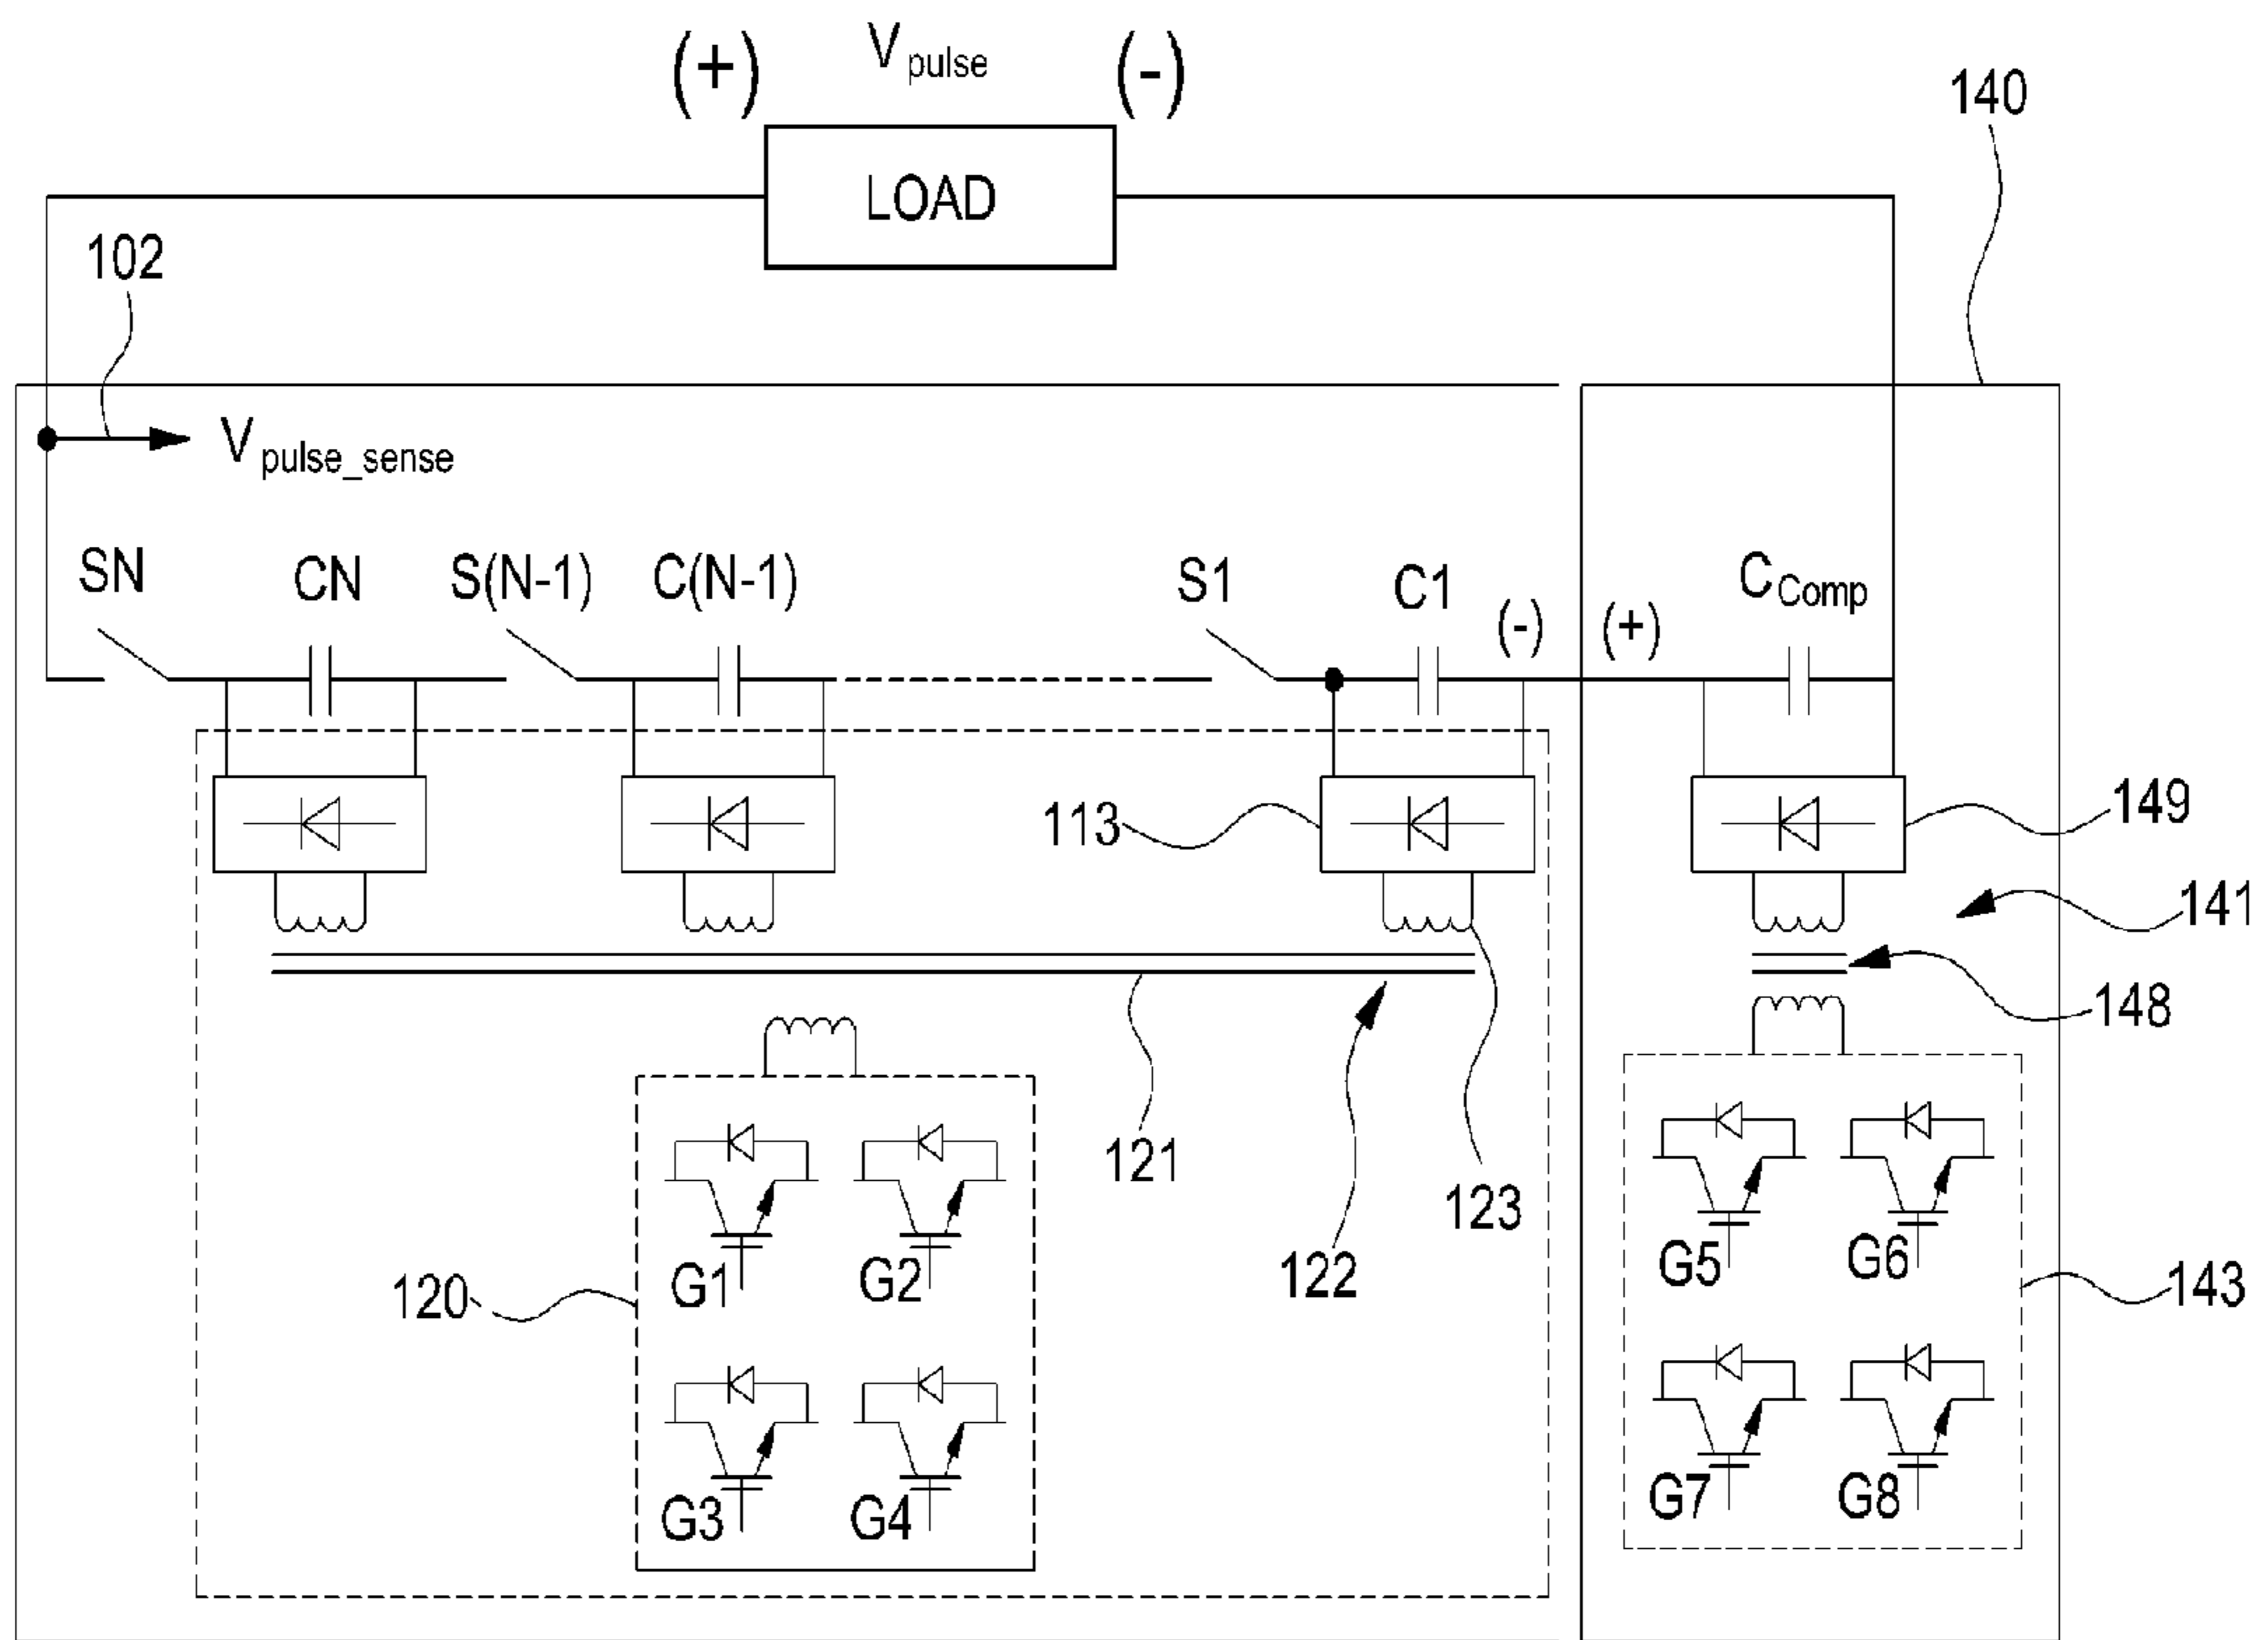 (+) Vpulse (-)
140
LOAD
102
Vpulse_sense
SN CN S(N-1) C(N-1) S1 C1 (-) (+) CComp
113
149
141
148
121
123
122
G1 G2
G5 G6
120
143
G3 G4
G7 G8